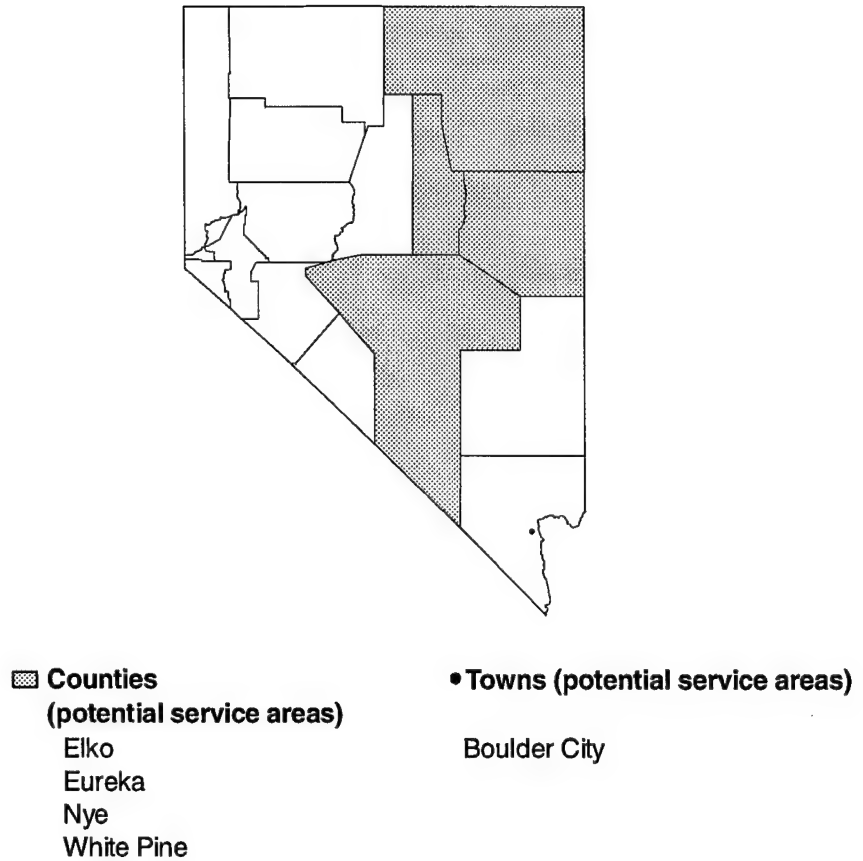 Counties
(potential service areas)
Elko
Eureka
Nye
White Pine
• Towns (potential service areas)
Boulder City